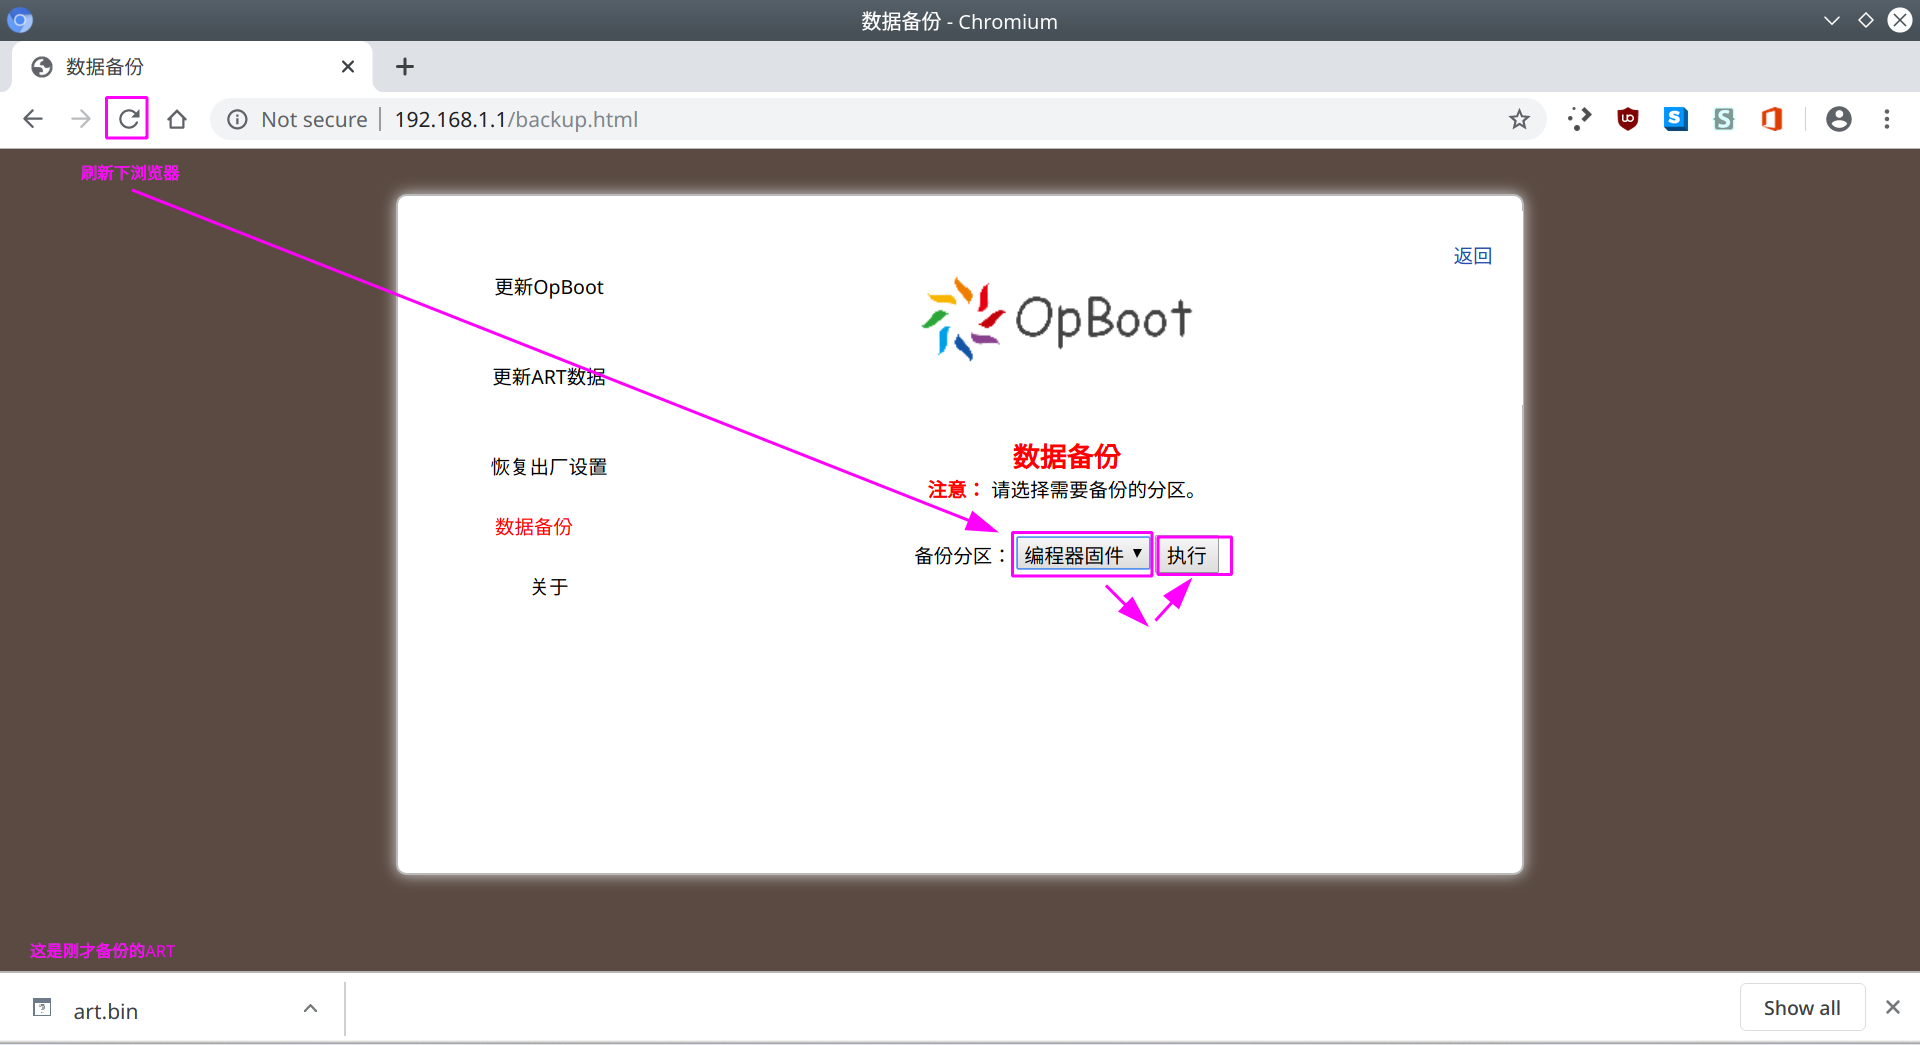 数据备份 - Chromium
数据备份
Not secure | 192.168.1.1/backup.html
刷新下浏览器
返回
更新OpBoot
OpBoot
更新ART数据
数据备份
恢复出厂设置
注意： 请选择需要备份的分区。
数据备份
备份分区： 编程器固件 执行
关于
这是刚才备份的ART
art.bin
Show all